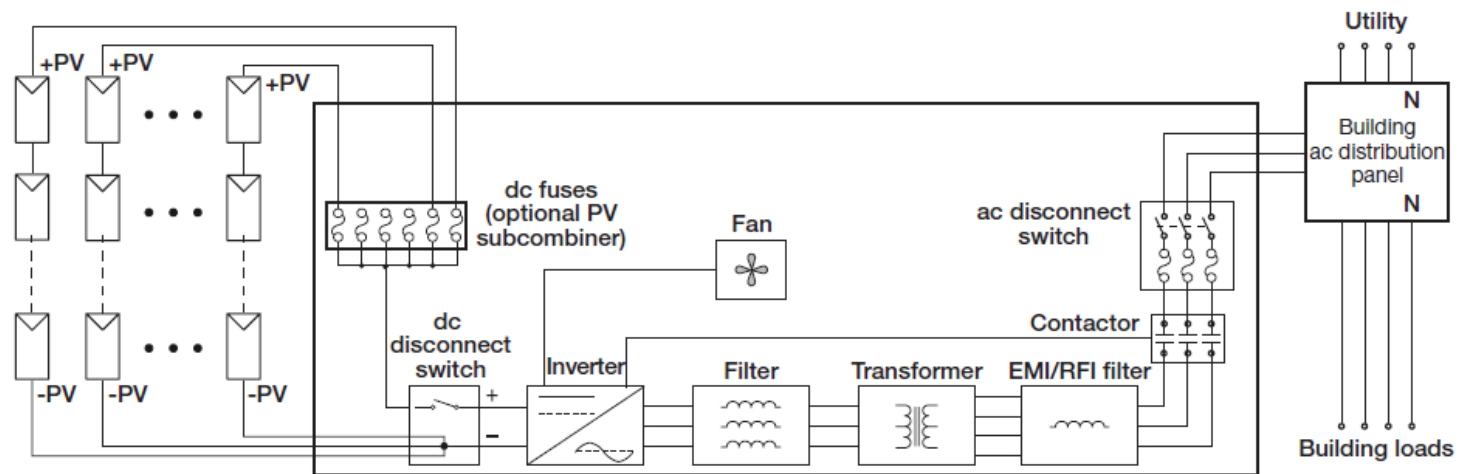 Utility
+PV
+PV
+PV
N
Building
ac distribution
panel
N
dc fuses
(optional PV
subcombiner)
Fan
ac disconnect
switch
Contactor
dc
disconnect
switch
+
−
Inverter
Filter
Transformer
EMI/RFI filter
-PV
-PV
-PV
Building loads